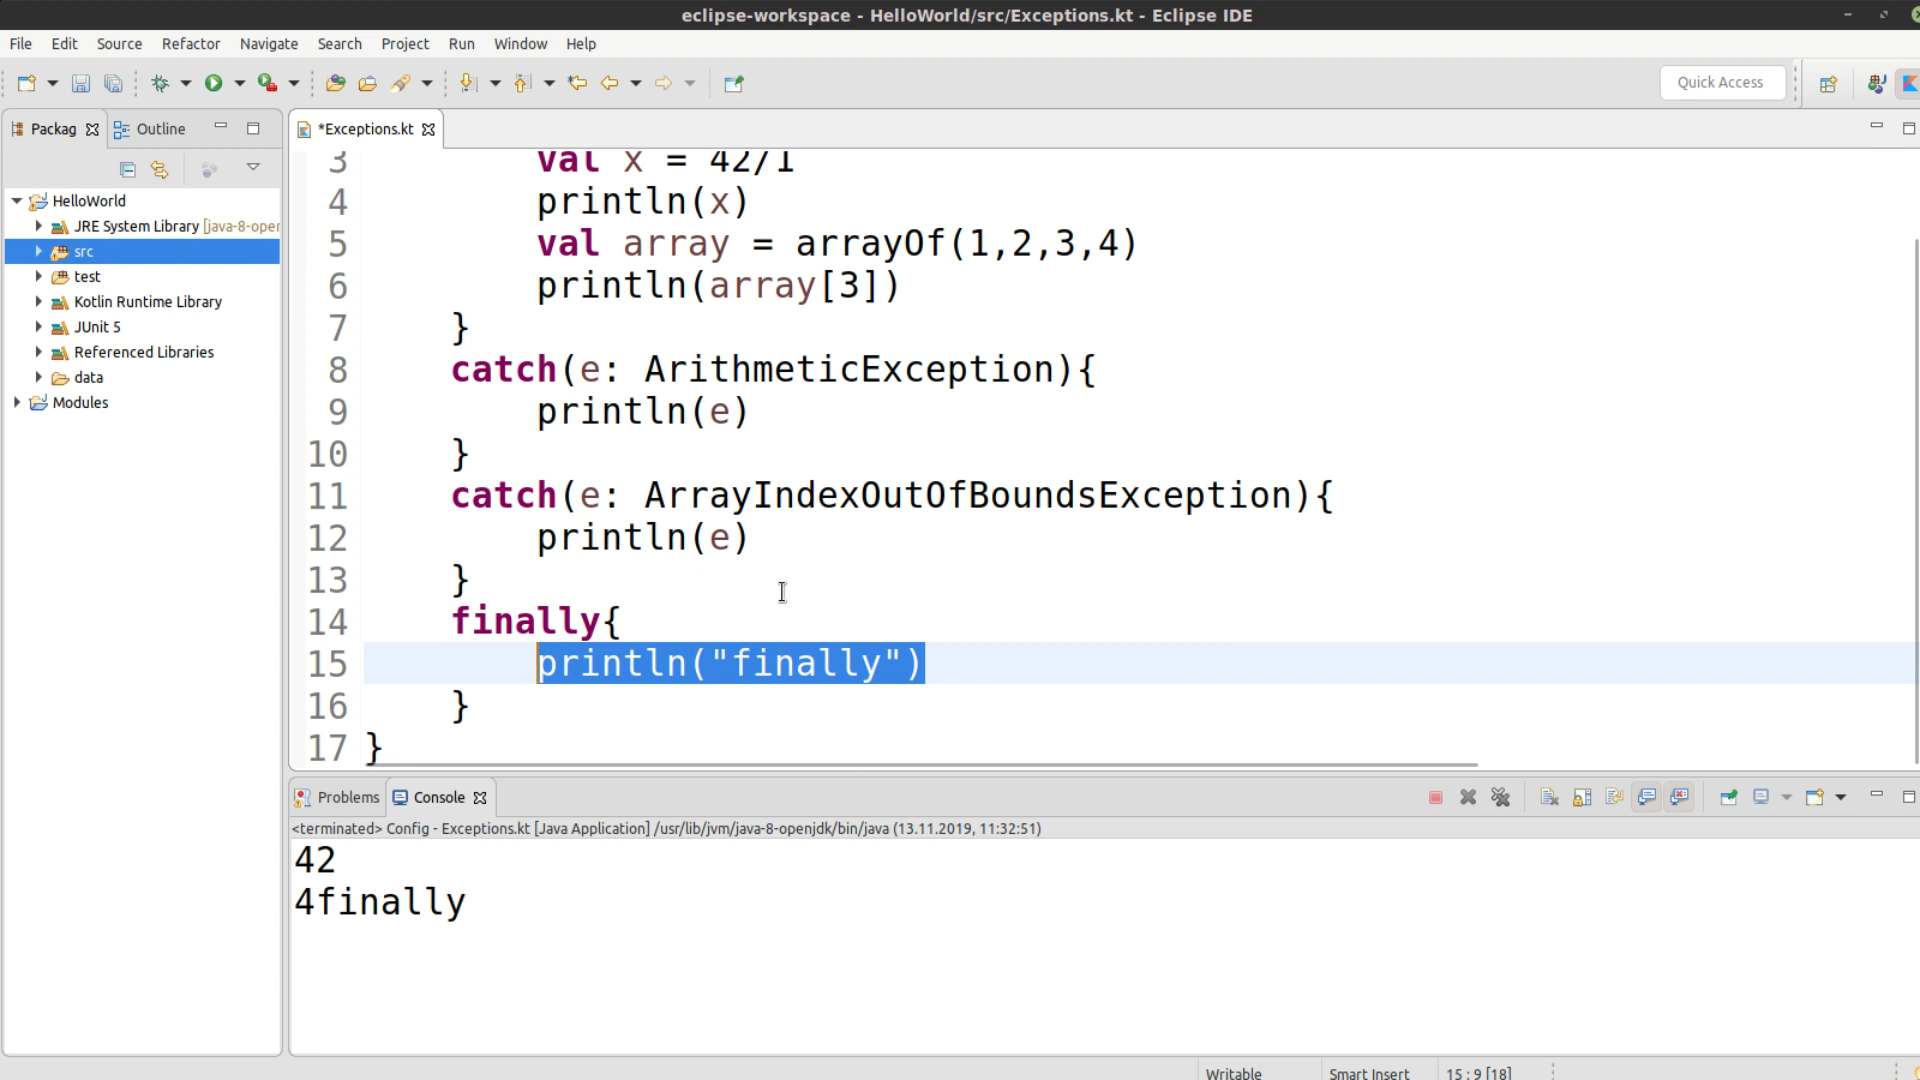 eclipse-workspace - HelloWorld/src/Exceptions.kt - Eclipse IDE
File Edit Source Refactor Navigate Search Project Run Window Help
Quick Access
Packag Outline
*Exceptions.kt
HelloWorld
JRE System Library [java-8-oper
src
test
Kotlin Runtime Library
JUnit 5
Referenced Libraries
data
Modules
3 val x = 42/1
4 println(x)
5 val array = arrayOf(1,2,3,4)
6 println(array[3])
7 }
8 catch(e: ArithmeticException){
9 println(e)
10 }
11 catch(e: ArrayIndexOutOfBoundsException){
12 println(e)
13 }
14 finally{
15 println("finally")
16 }
17 }
Problems Console
<terminated> Config - Exceptions.kt [Java Application] /usr/lib/jvm/java-8-openjdk/bin/java (13.11.2019, 11:32:51)
42
4finally
Writable Smart Insert 15 : 9 [18]